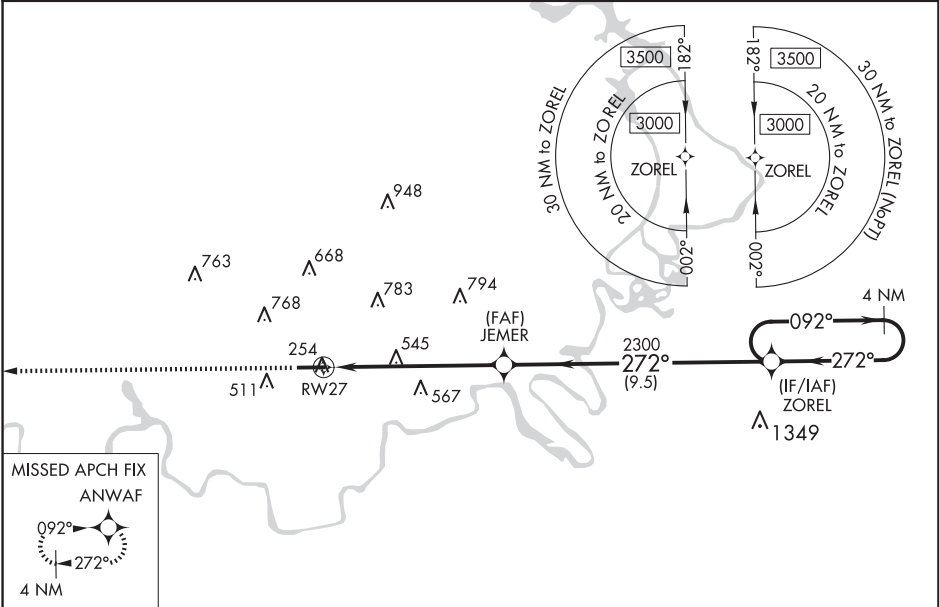 3500
182°
182°
3500
30 NM to ZOREL
20 NM to ZOREL
3000
3000
20 NM to ZOREL
30 NM to ZOREL (NoPT)
ZOREL
ZOREL
002°
002°
948
763
668
768
783
794
4 NM
092°
(FAF)
JEMER
2300
272°
(9.5)
272°
(IF/IAF)
ZOREL
254
545
511
RW27
567
1349
MISSED APCH FIX
ANWAF
092°
272°
4 NM